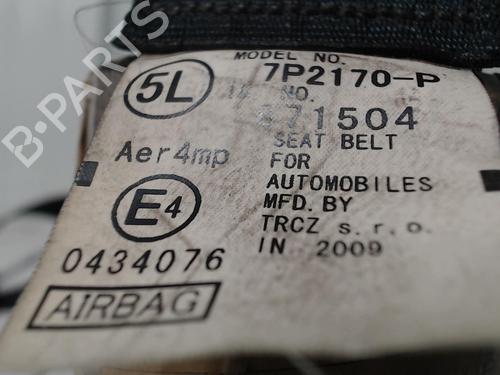 MODEL NO.
7P2170-P
5L
NO.
71504
Aer4mp
SEAT BELT
FOR
AUTOMOBILES
E4
MFD. BY
TRCZ s.r.o.
0434076
IN 2009
AIRBAG
B-PARTS